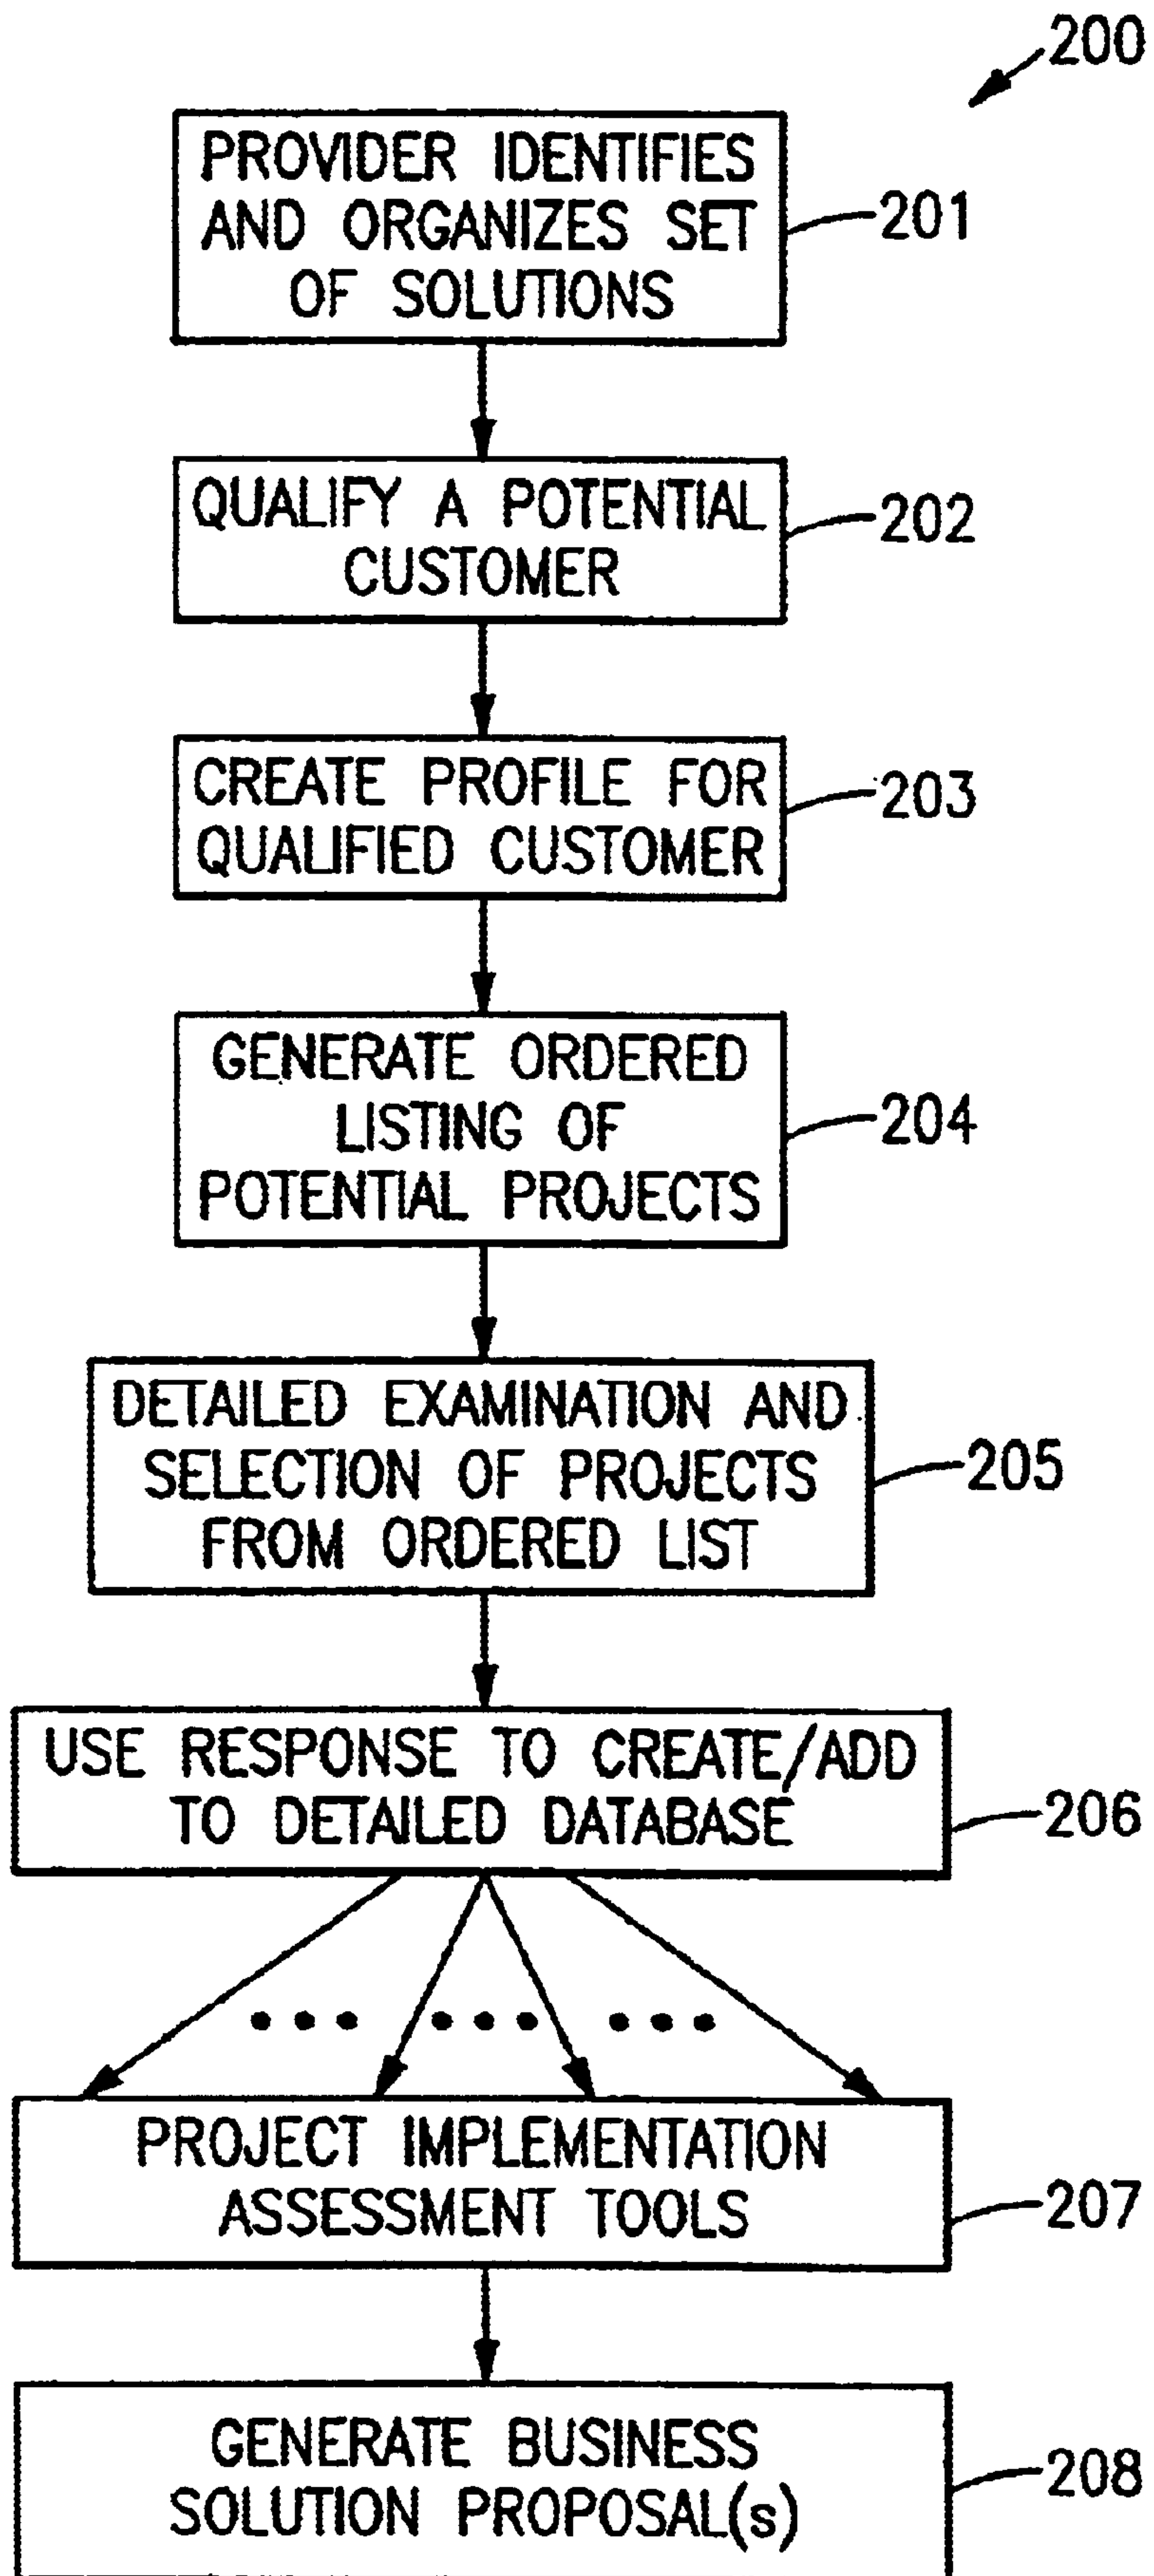 200
PROVIDER IDENTIFIES
AND ORGANIZES SET
OF SOLUTIONS
201
QUALIFY A POTENTIAL
CUSTOMER
202
CREATE PROFILE FOR
QUALIFIED CUSTOMER
203
GENERATE ORDERED
LISTING OF
POTENTIAL PROJECTS
204
DETAILED EXAMINATION AND
SELECTION OF PROJECTS
FROM ORDERED LIST
205
USE RESPONSE TO CREATE/ADD
TO DETAILED DATABASE
206
PROJECT IMPLEMENTATION
ASSESSMENT TOOLS
207
GENERATE BUSINESS
SOLUTION PROPOSAL(s)
208